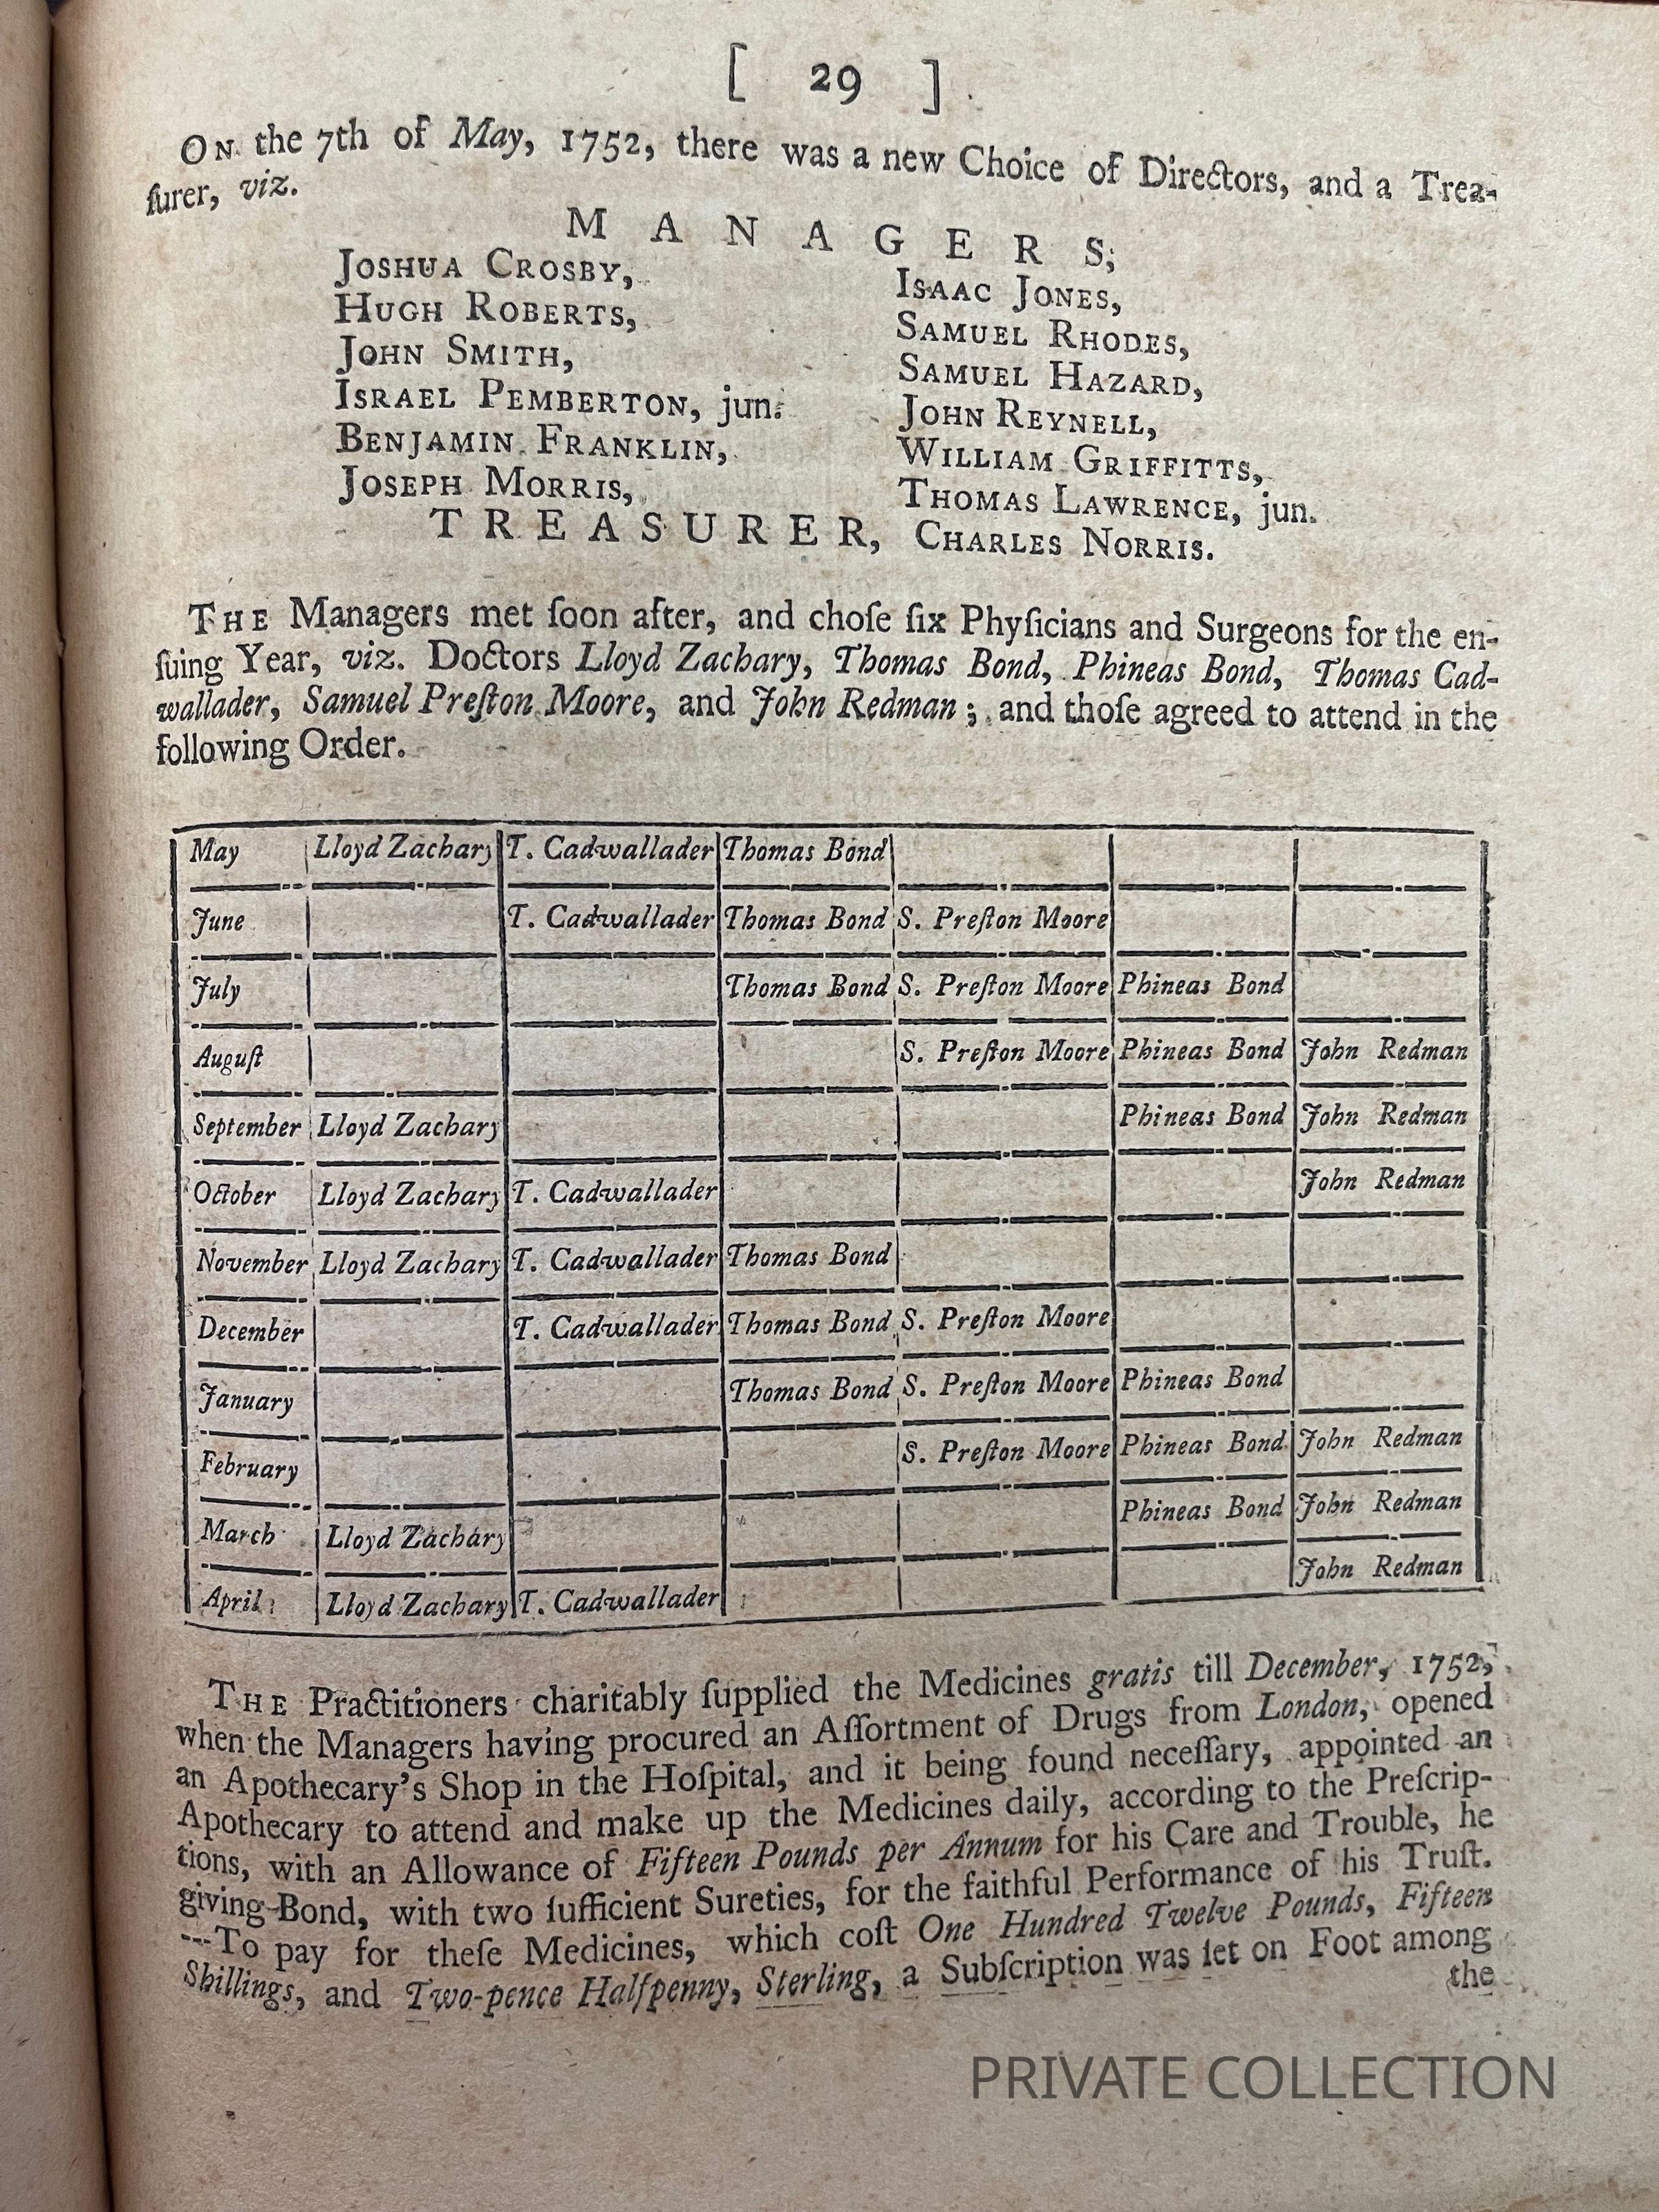 [ 29 ]
ON the 7th of May, 1752, there was a new Choice of Directors, and a Trea-
ſurer, viz.
MANAGERS,
JOSHUA CROSBY,
HUGH ROBERTS,
JOHN SMITH,
ISRAEL PEMBERTON, jun.
BENJAMIN FRANKLIN,
JOSEPH MORRIS,
ISAAC JONES,
SAMUEL RHODES,
SAMUEL HAZARD,
JOHN REYNELL,
WILLIAM GRIFFITTS,
THOMAS LAWRENCE, jun.
TREASURER, CHARLES NORRIS.
THE Managers met ſoon after, and choſe ſix Phyſicians and Surgeons for the en-
ſuing Year, viz. Doctors Lloyd Zachary, Thomas Bond, Phineas Bond, Thomas Cad-
wallader, Samuel Preſton Moore, and John Redman; and thoſe agreed to attend in the
following Order.
May Lloyd Zachary T. Cadwallader Thomas Bond
June T. Cadwallader Thomas Bond S. Preſton Moore
July Thomas Bond S. Preſton Moore Phineas Bond
Auguſt S. Preſton Moore Phineas Bond John Redman
September Lloyd Zachary Phineas Bond John Redman
October Lloyd Zachary T. Cadwallader John Redman
November Lloyd Zachary T. Cadwallader Thomas Bond
December T. Cadwallader Thomas Bond S. Preſton Moore
January Thomas Bond S. Preſton Moore Phineas Bond
February S. Preſton Moore Phineas Bond John Redman
March Lloyd Zachary Phineas Bond John Redman
April Lloyd Zachary T. Cadwallader John Redman
THE Practitioners charitably ſupplied the Medicines gratis till December, 1752,
when the Managers having procured an Aſſortment of Drugs from London, opened
an Apothecary's Shop in the Hoſpital, and it being found neceſſary, appointed an
Apothecary to attend and make up the Medicines daily, according to the Preſcrip-
tions, with an Allowance of Fifteen Pounds per Annum for his Care and Trouble, he
giving Bond, with two ſufficient Sureties, for the faithful Performance of his Truſt.
---To pay for theſe Medicines, which coſt One Hundred Twelve Pounds, Fifteen
Shillings, and Two-pence Halfpenny, Sterling, a Subſcription was ſet on Foot among
the
PRIVATE COLLECTION